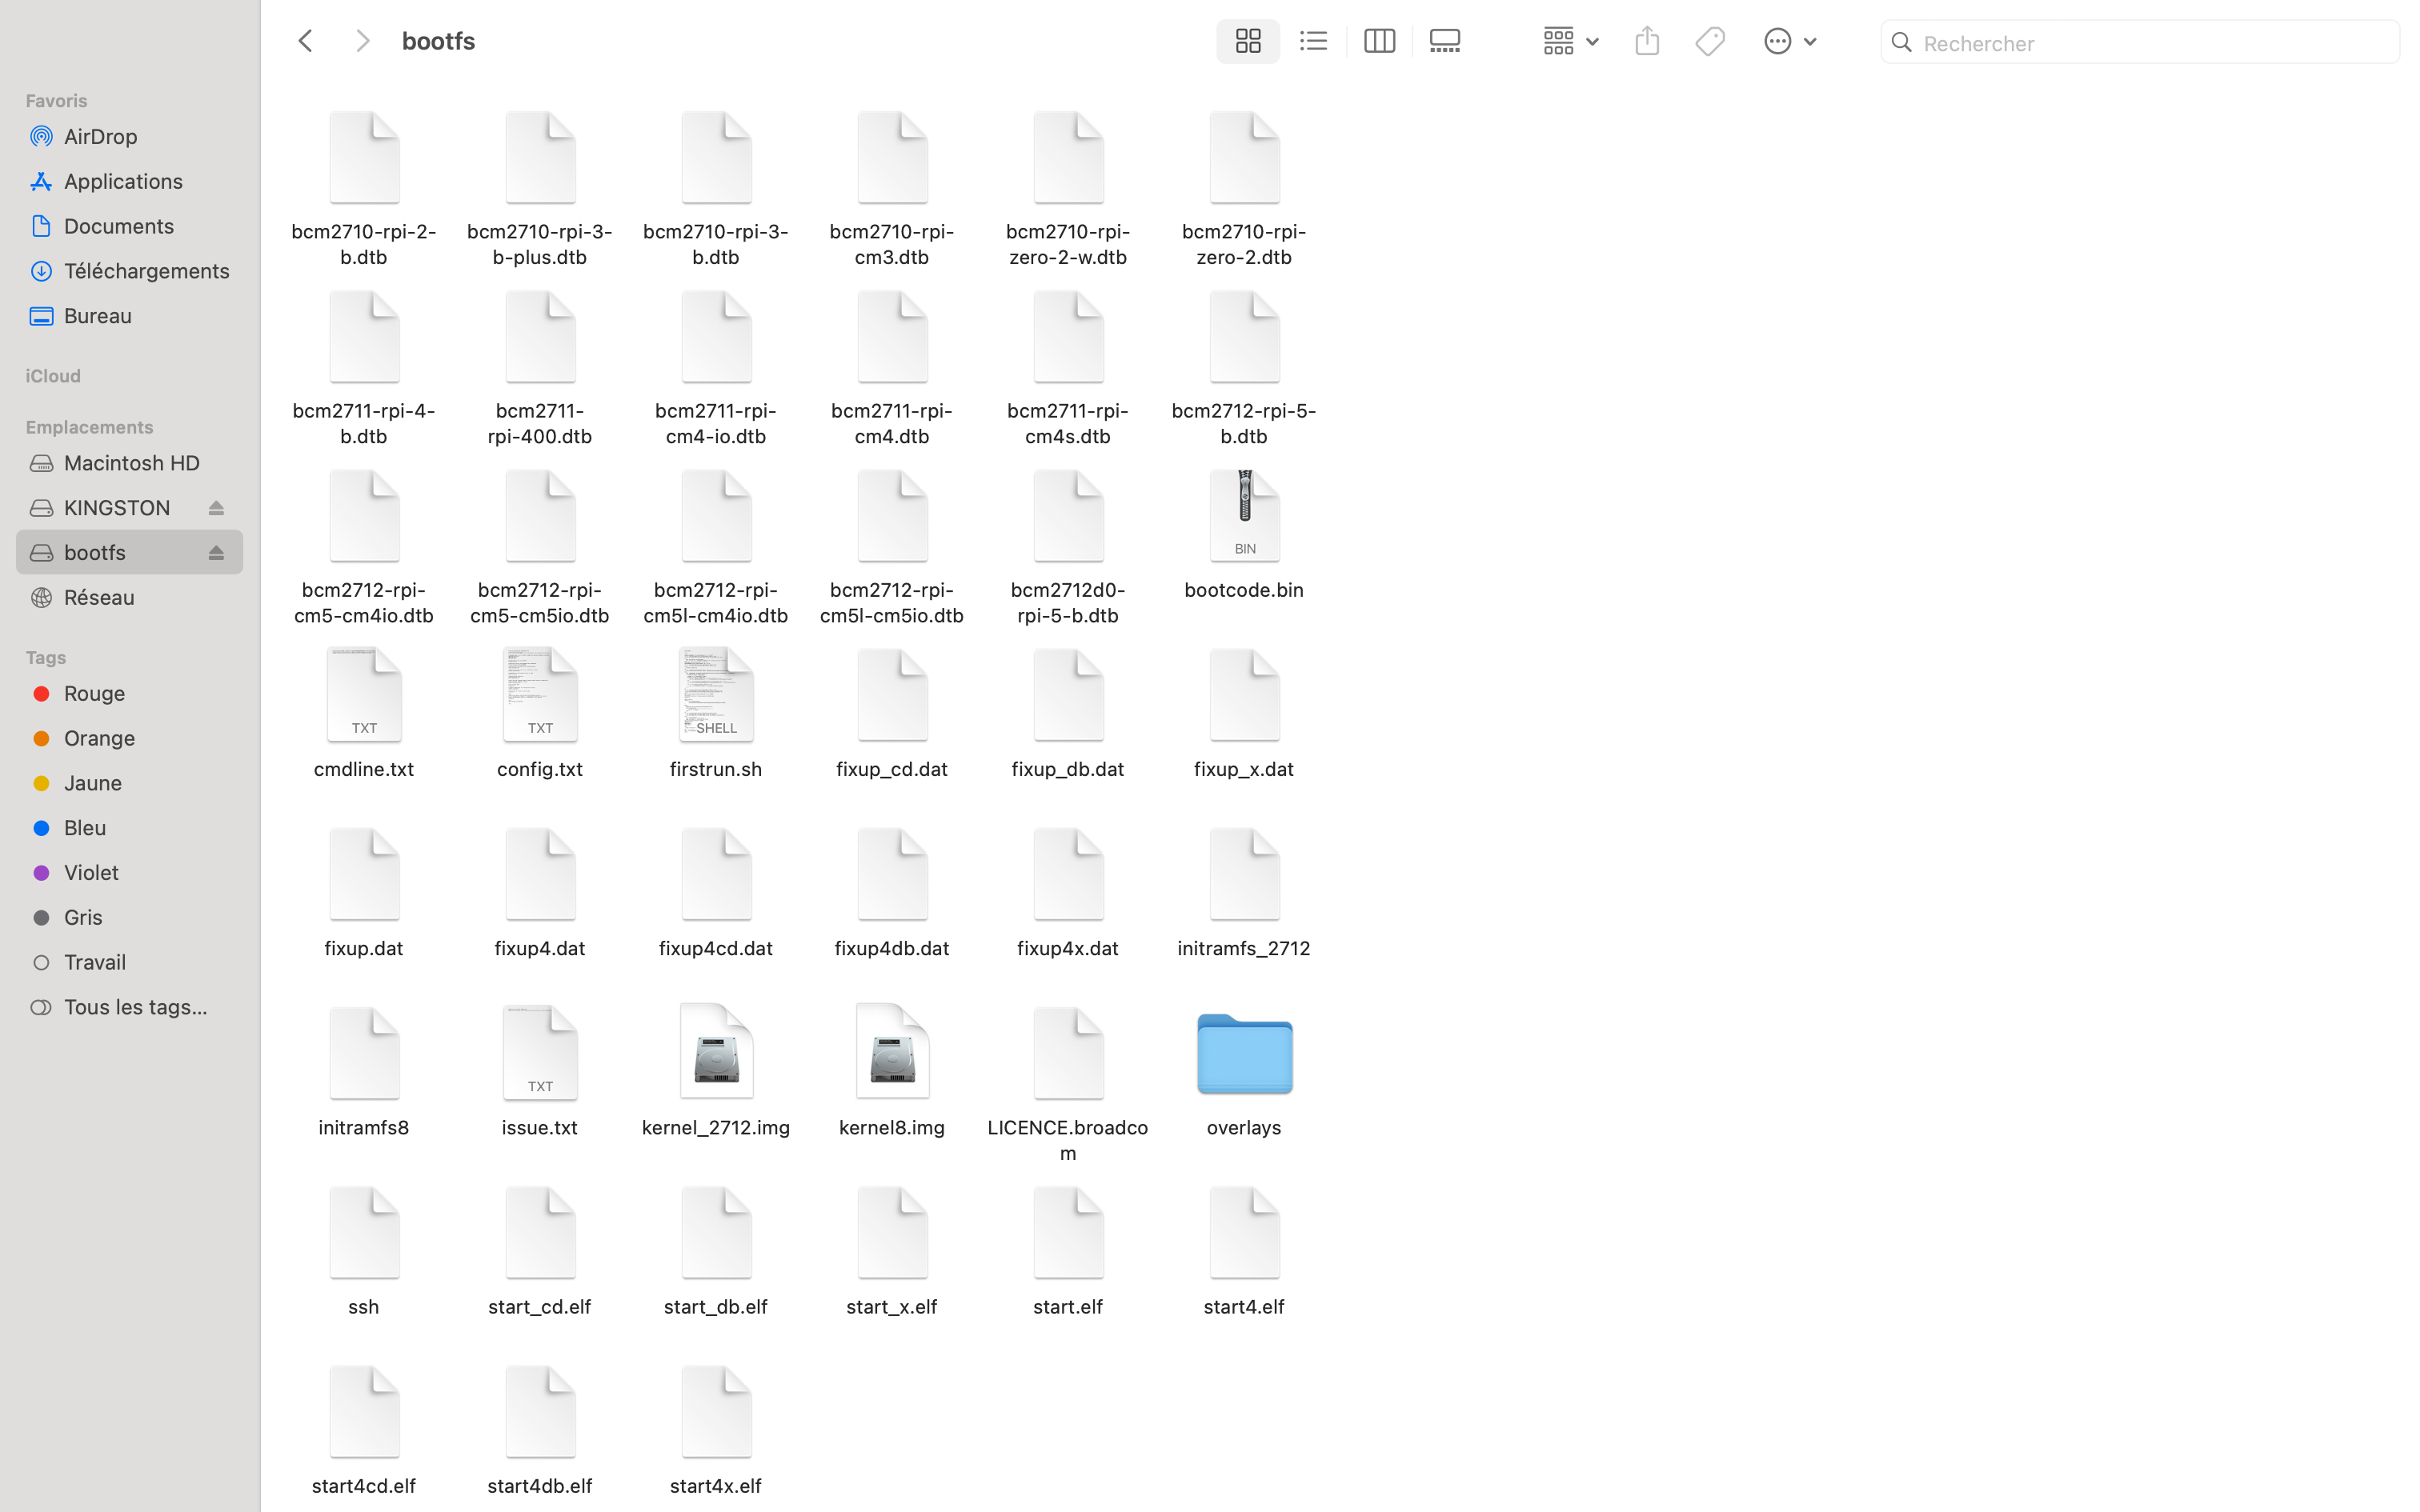 bootfs
Rechercher
Favoris
AirDrop
Applications
Documents
Téléchargements
Bureau
iCloud
Emplacements
Macintosh HD
KINGSTON
bootfs
Réseau
Tags
Rouge
Orange
Jaune
Bleu
Violet
Gris
Travail
Tous les tags...
bcm2710-rpi-2-
b.dtb
bcm2710-rpi-3-
b-plus.dtb
bcm2710-rpi-3-
b.dtb
bcm2710-rpi-
cm3.dtb
bcm2710-rpi-
zero-2-w.dtb
bcm2710-rpi-
zero-2.dtb
bcm2711-rpi-4-
b.dtb
bcm2711-
rpi-400.dtb
bcm2711-rpi-
cm4-io.dtb
bcm2711-rpi-
cm4.dtb
bcm2711-rpi-
cm4s.dtb
bcm2712-rpi-5-
b.dtb
bcm2712-rpi-
cm5-cm4io.dtb
bcm2712-rpi-
cm5-cm5io.dtb
bcm2712-rpi-
cm5l-cm4io.dtb
bcm2712-rpi-
cm5l-cm5io.dtb
bcm2712d0-
rpi-5-b.dtb
BIN
bootcode.bin
TXT
cmdline.txt
TXT
config.txt
SHELL
firstrun.sh
fixup_cd.dat
fixup_db.dat
fixup_x.dat
fixup.dat
fixup4.dat
fixup4cd.dat
fixup4db.dat
fixup4x.dat
initramfs_2712
initramfs8
TXT
issue.txt
kernel_2712.img
kernel8.img
LICENCE.broadco
m
overlays
ssh
start_cd.elf
start_db.elf
start_x.elf
start.elf
start4.elf
start4cd.elf
start4db.elf
start4x.elf